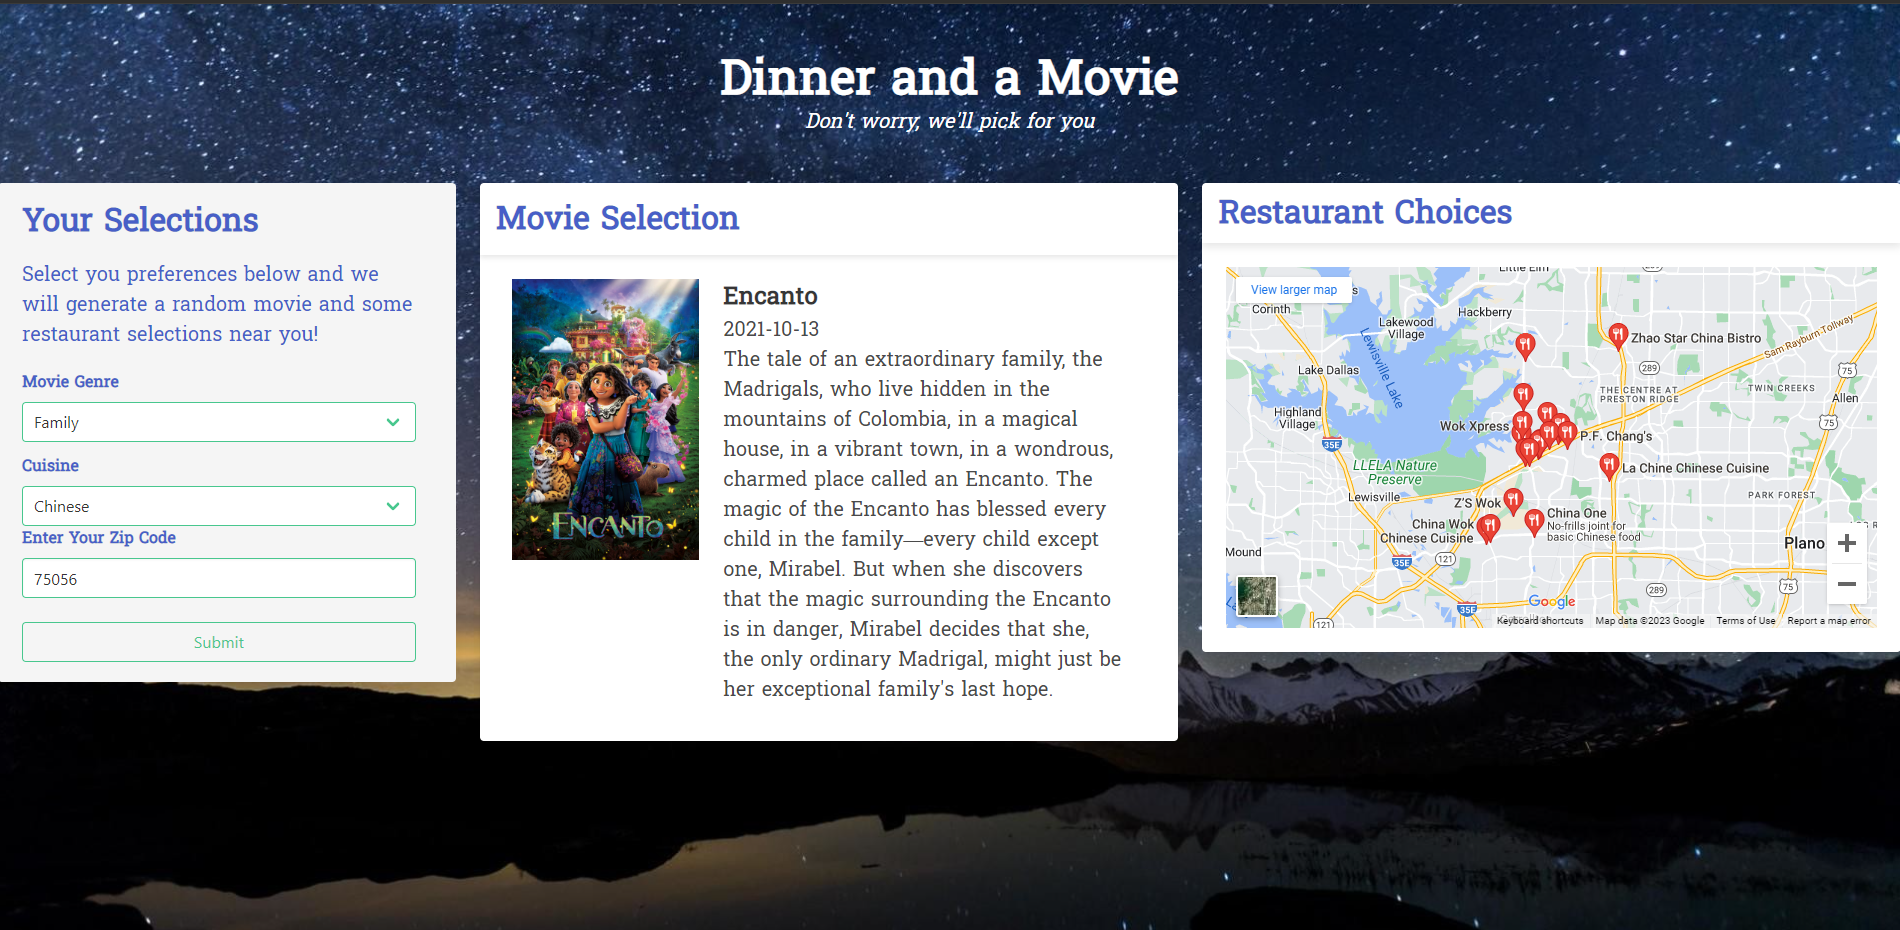 Dinner and a Movie
Don't worry, we'll pick for you
Your Selections
Select you preferences below and we
will generate a random movie and some
restaurant selections near you!
Movie Genre
Family
Cuisine
Chinese
Enter Your Zip Code
75056
Submit
Movie Selection
ENCANTO
Encanto
2021-10-13
The tale of an extraordinary family, the
Madrigals, who live hidden in the
mountains of Colombia, in a magical
house, in a vibrant town, in a wondrous,
charmed place called an Encanto. The
magic of the Encanto has blessed every
child in the family—every child except
one, Mirabel. But when she discovers
that the magic surrounding the Encanto
is in danger, Mirabel decides that she,
the only ordinary Madrigal, might just be
her exceptional family's last hope.
Restaurant Choices
Little Elm
View larger map
Corinth
Hackberry
Lakewood
Village
Zhao Star China Bistro
Sam Rayburn Tollway
Lewisville Lake
289
75
Lake Dallas
THE CENTRE AT
PRESTON RIDGE
TWIN CREEKS
Allen
Highland
Village
75
Wok Xpress
P.F. Chang's
35E
LLELA Nature
Preserve
La Chine Chinese Cuisine
Lewisville
Z'S Wok
PARK FOREST
China One
No-frills joint for
basic Chinese food
China Wok
Chinese Cuisine
Plano
Mound
121
35E
75
289
35E
Google
121
Keyboard shortcuts
Map data ©2023 Google
Terms of Use
Report a map error